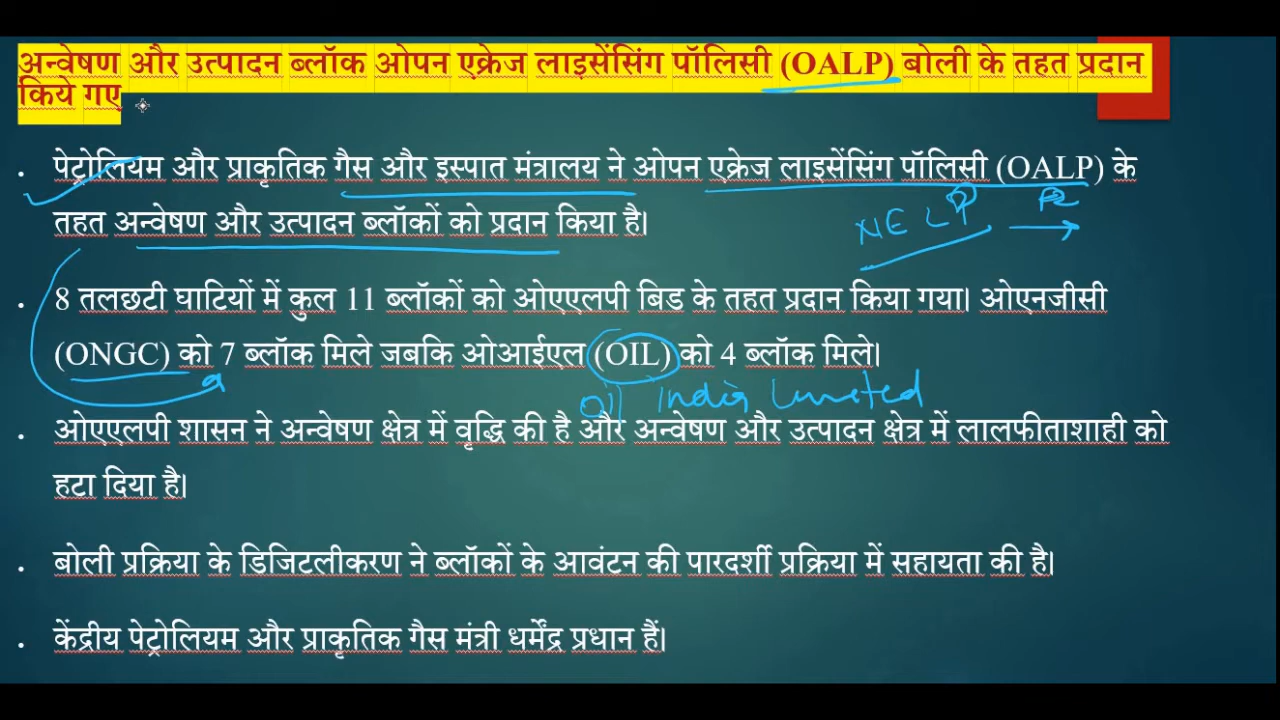 अन्वेषण और उत्पादन ब्लॉक ओपन एक्रेज लाइसेंसिंग पॉलिसी (OALP) बोली के तहत प्रदान
किये गए
. पेट्रोलियम और प्राकृतिक गैस और इस्पात मंत्रालय ने ओपन एक्रेज लाइसेंसिंग पॉलिसी (OALP) के
तहत अन्वेषण और उत्पादन ब्लॉकों को प्रदान किया है।
NELP
. 8 तलछटी घाटियों में कुल 11 ब्लॉकों को ओएएलपी बिड के तहत प्रदान किया गया। ओएनजीसी
(ONGC) को 7 ब्लॉक मिले जबकि ओआईएल (OIL) को 4 ब्लॉक मिले।
Oil India Limited
. ओएएलपी शासन ने अन्वेषण क्षेत्र में वृद्धि की है और अन्वेषण और उत्पादन क्षेत्र में लालफीताशाही को
हटा दिया है।
. बोली प्रक्रिया के डिजिटलीकरण ने ब्लॉकों के आवंटन की पारदर्शी प्रक्रिया में सहायता की है।
. केंद्रीय पेट्रोलियम और प्राकृतिक गैस मंत्री धर्मेंद्र प्रधान हैं।